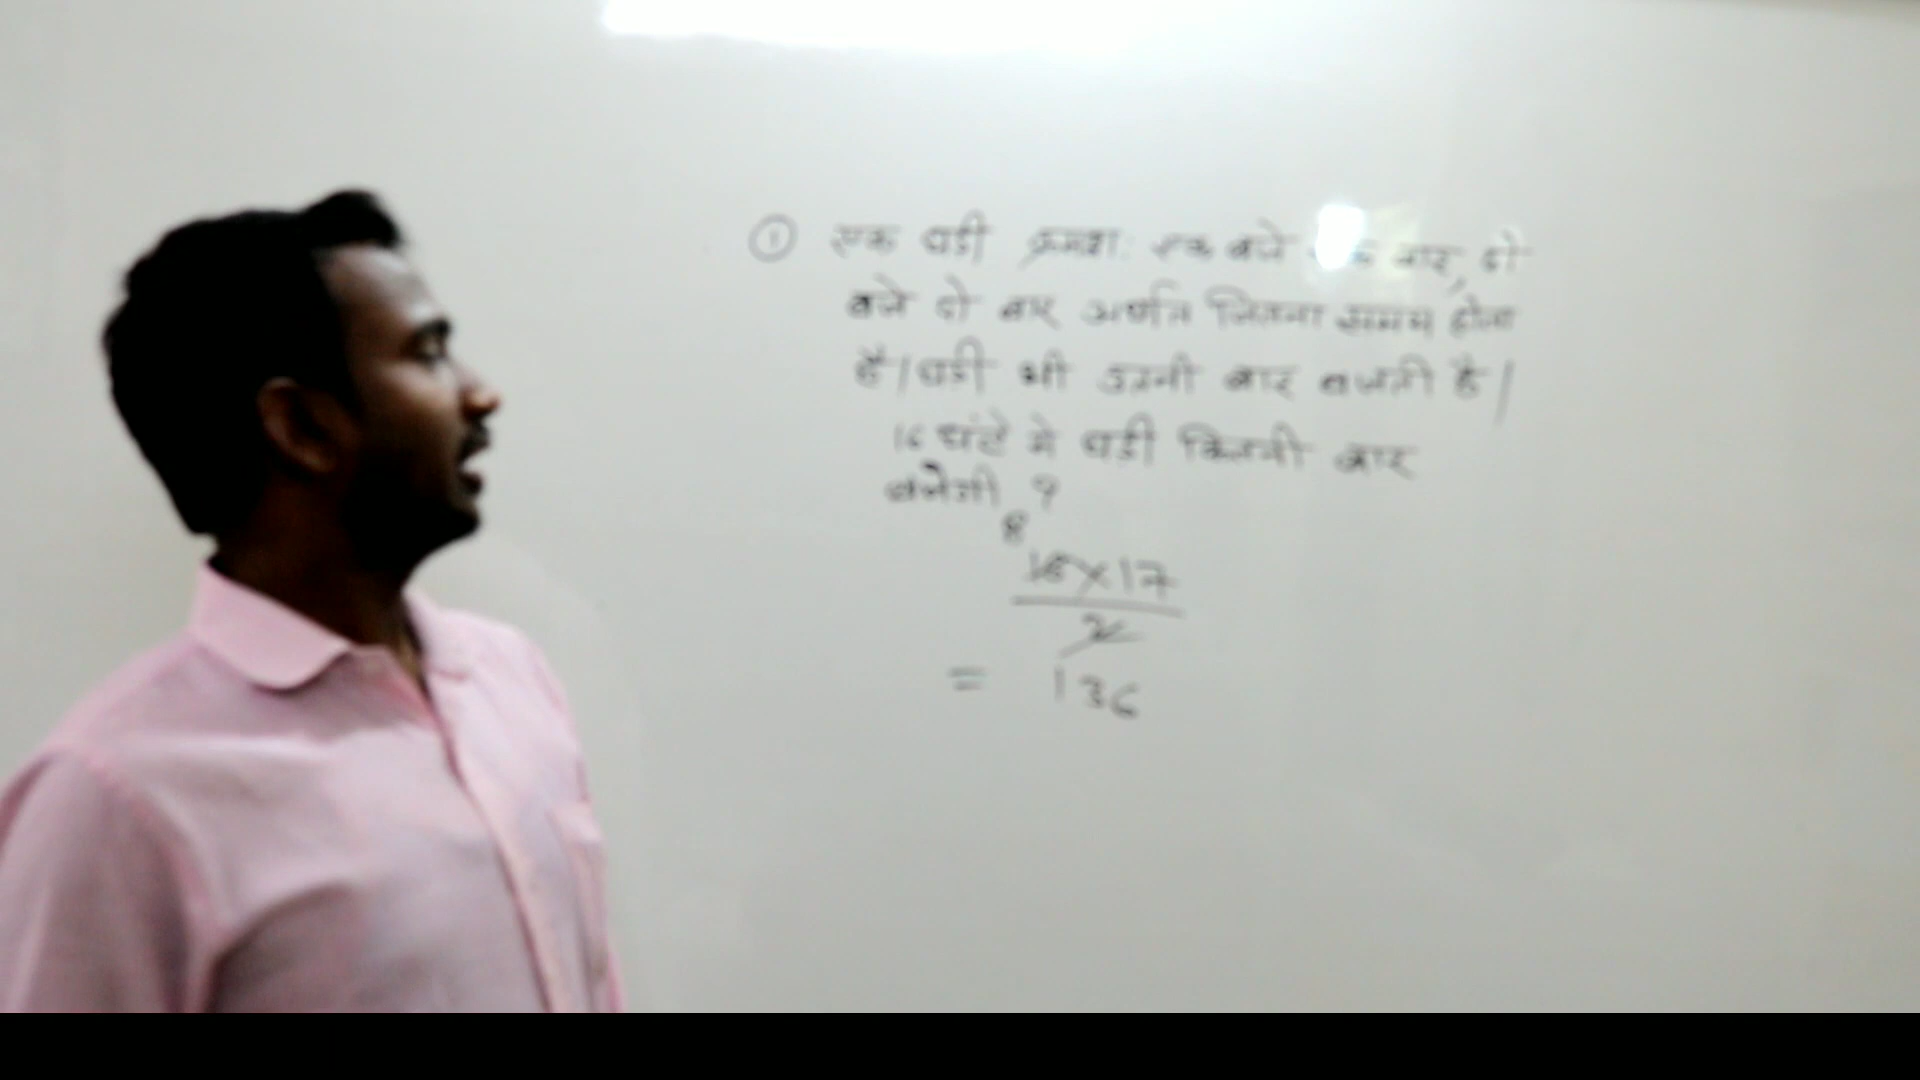 ① एक घडी क्रमशः एक बजे बार, दो
बजे दो बार अर्थात जितना समय होता
है। घडी भी उतनी बार बजती है।
16 घंटे मे घडी कितनी बार
बजेगी ?
8
16×17
2
= 136